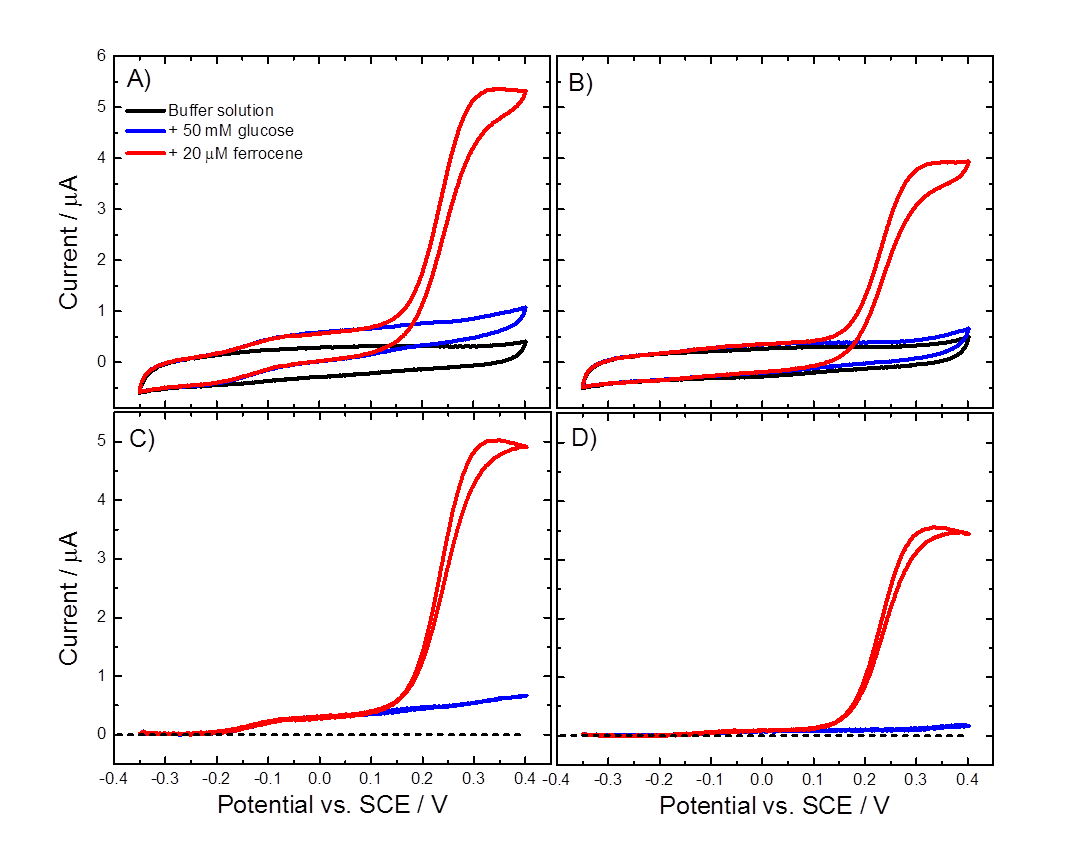 A)
B)
Buffer solution
+ 50 mM glucose
+ 20 μM ferrocene
6
5
4
3
2
1
0
Current / μA
C)
D)
5
4
3
2
1
0
Current / μA
-0.4 -0.3 -0.2 -0.1 0.0 0.1 0.2 0.3 0.4
-0.4 -0.3 -0.2 -0.1 0.0 0.1 0.2 0.3 0.4
Potential vs. SCE / V
Potential vs. SCE / V